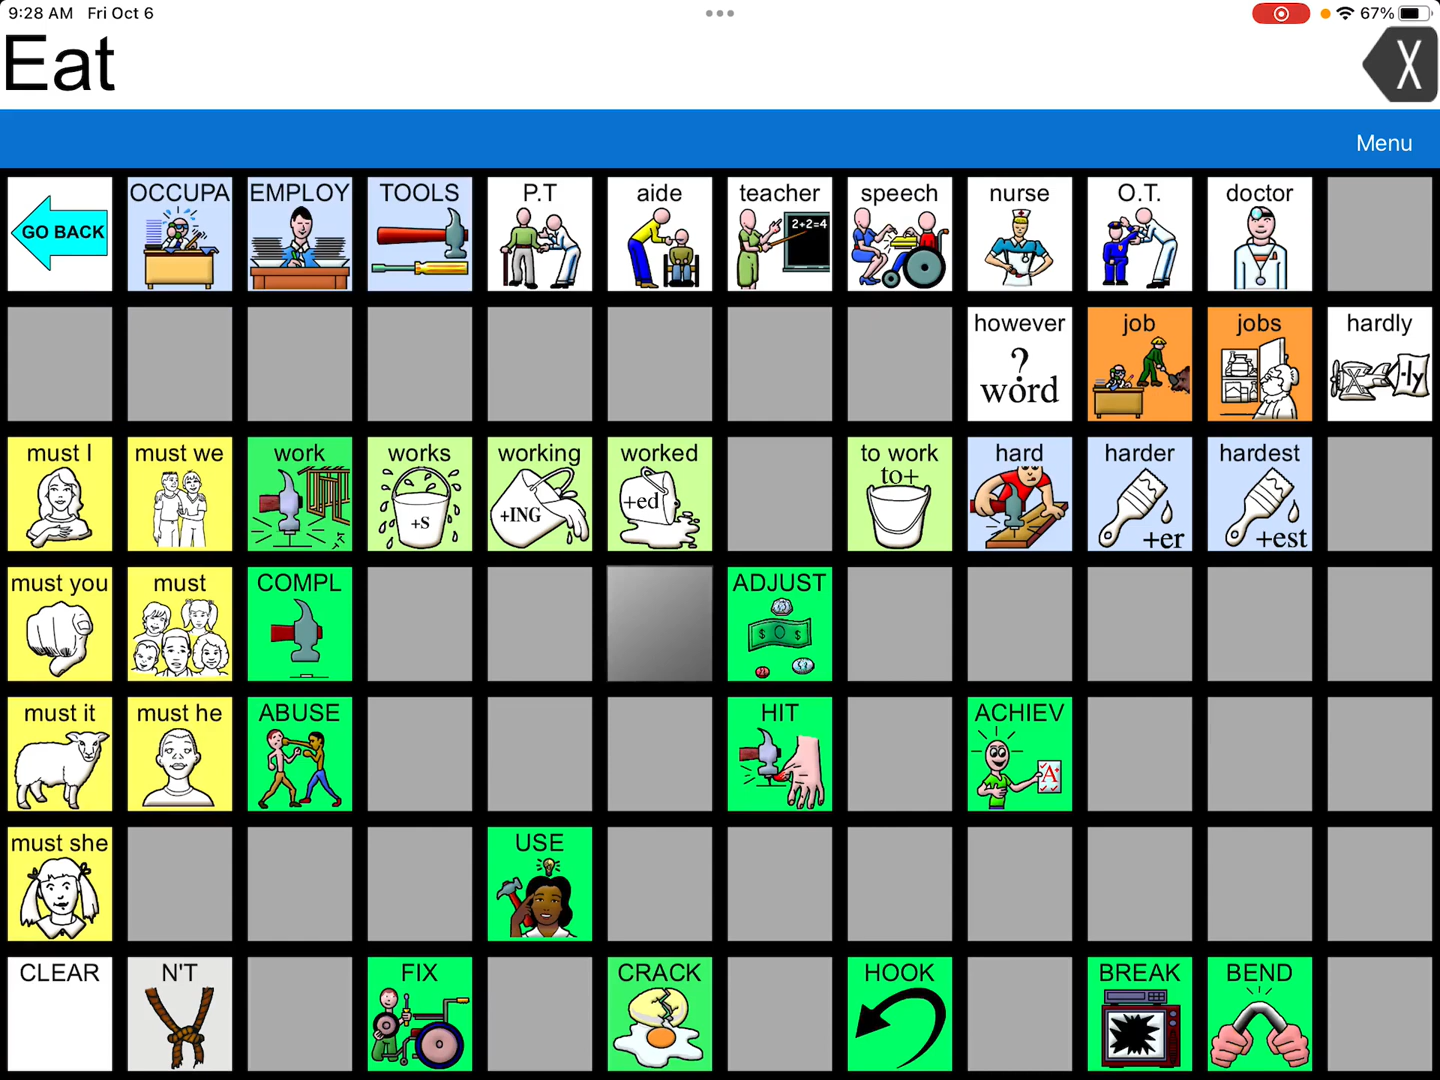 9:28 AM Fri Oct 6 67%
Eat X
Menu
GO BACK OCCUPA EMPLOY TOOLS P.T aide teacher speech nurse O.T. doctor
2+2=4
however job jobs hardly
? word -ly
must I must we work works working worked to work hard harder hardest
+S +ING +ed to+ +er +est
must you must COMPL ADJUST
$ $
must it must he ABUSE HIT ACHIEV
A+
must she USE
CLEAR N'T FIX CRACK HOOK BREAK BEND